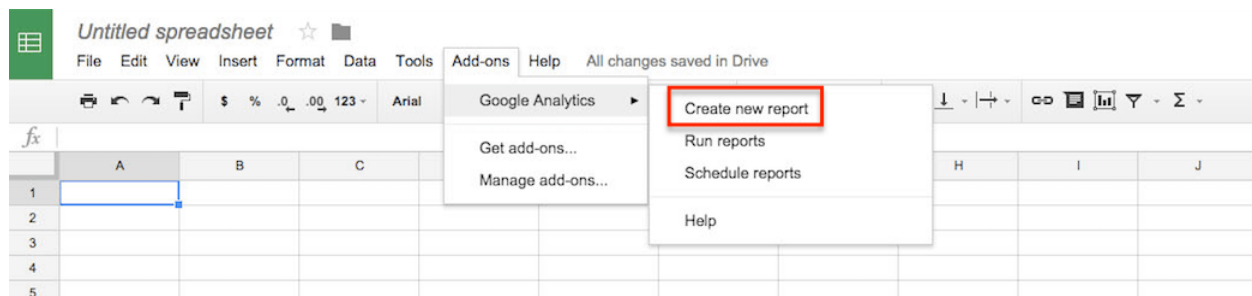 Untitled spreadsheet
File Edit View Insert Format Data Tools Add-ons Help All changes saved in Drive
$ % .0 .00 123 Arial Google Analytics Create new report Σ
fx
Get add-ons... Run reports
Manage add-ons... Schedule reports
Help
A B C H I J
1
2
3
4
5